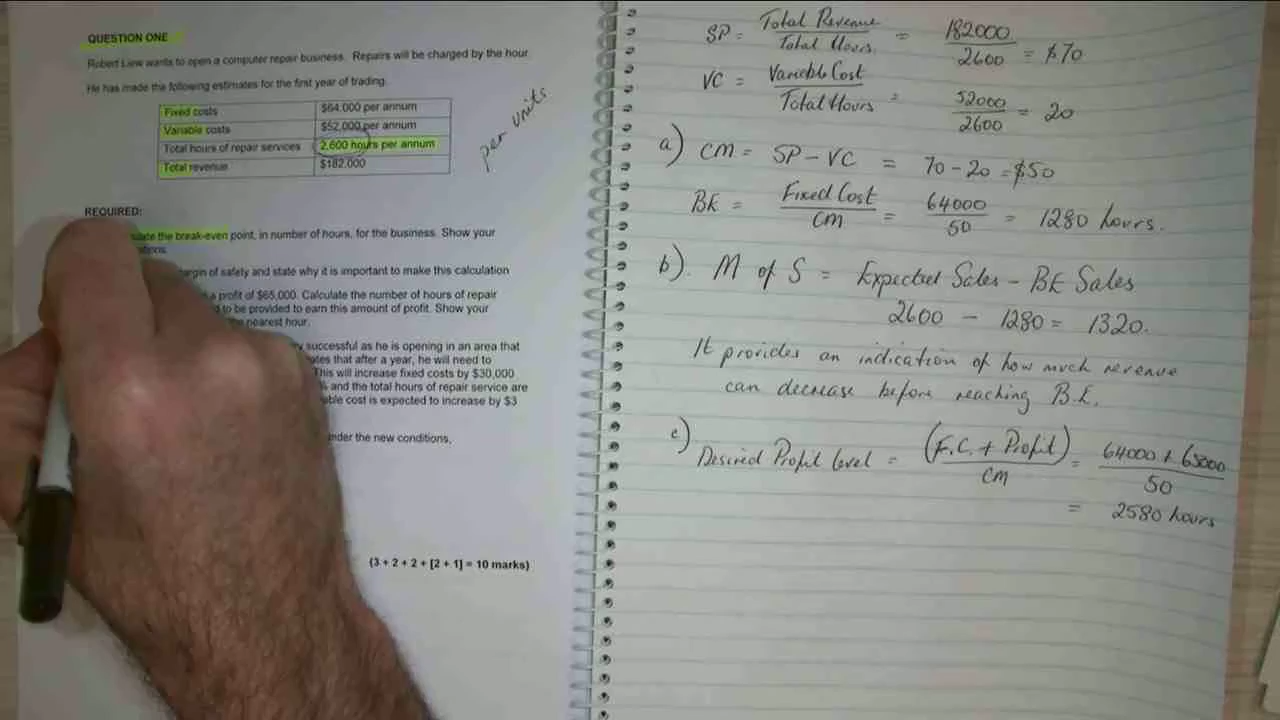 QUESTION ONE
Robert Liew wants to open a computer repair business. Repairs will be charged by the hour.
He has made the following estimates for the first year of trading.
Fixed costs $64,000 per annum
Variable costs $52,000 per annum
Total hours of repair services 2,600 hours per annum
Total revenue $182,000
per units
REQUIRED:
the break-even point, in number of hours, for the business. Show your
of safety and state why it is important to make this calculation
a profit of $65,000. Calculate the number of hours of repair
to be provided to earn this amount of profit. Show your
nearest hour.
successful as he is opening in an area that
that after a year, he will need to
This will increase fixed costs by $30,000
and the total hours of repair service are
cost is expected to increase by $3
the new conditions,
(3 + 2 + 2 + [2 + 1] = 10 marks)
SP = Total Revenue / Total Hours. = 182000 / 2600 = $70
VC = Variable Cost / Total Hours = 52000 / 2600 = 20
a) CM = SP - VC = 70 - 20 = $50
BE = Fixed Cost / CM = 64000 / 50 = 1280 hours.
b). M of S = Expected Sales - BE Sales
2600 - 1280 = 1320.
It provides an indication of how much revenue
can decrease before reaching B.E.
c) Desired Profit Level = (F.C. + Profit) / CM = 64000 + 65000 / 50
= 2580 hours